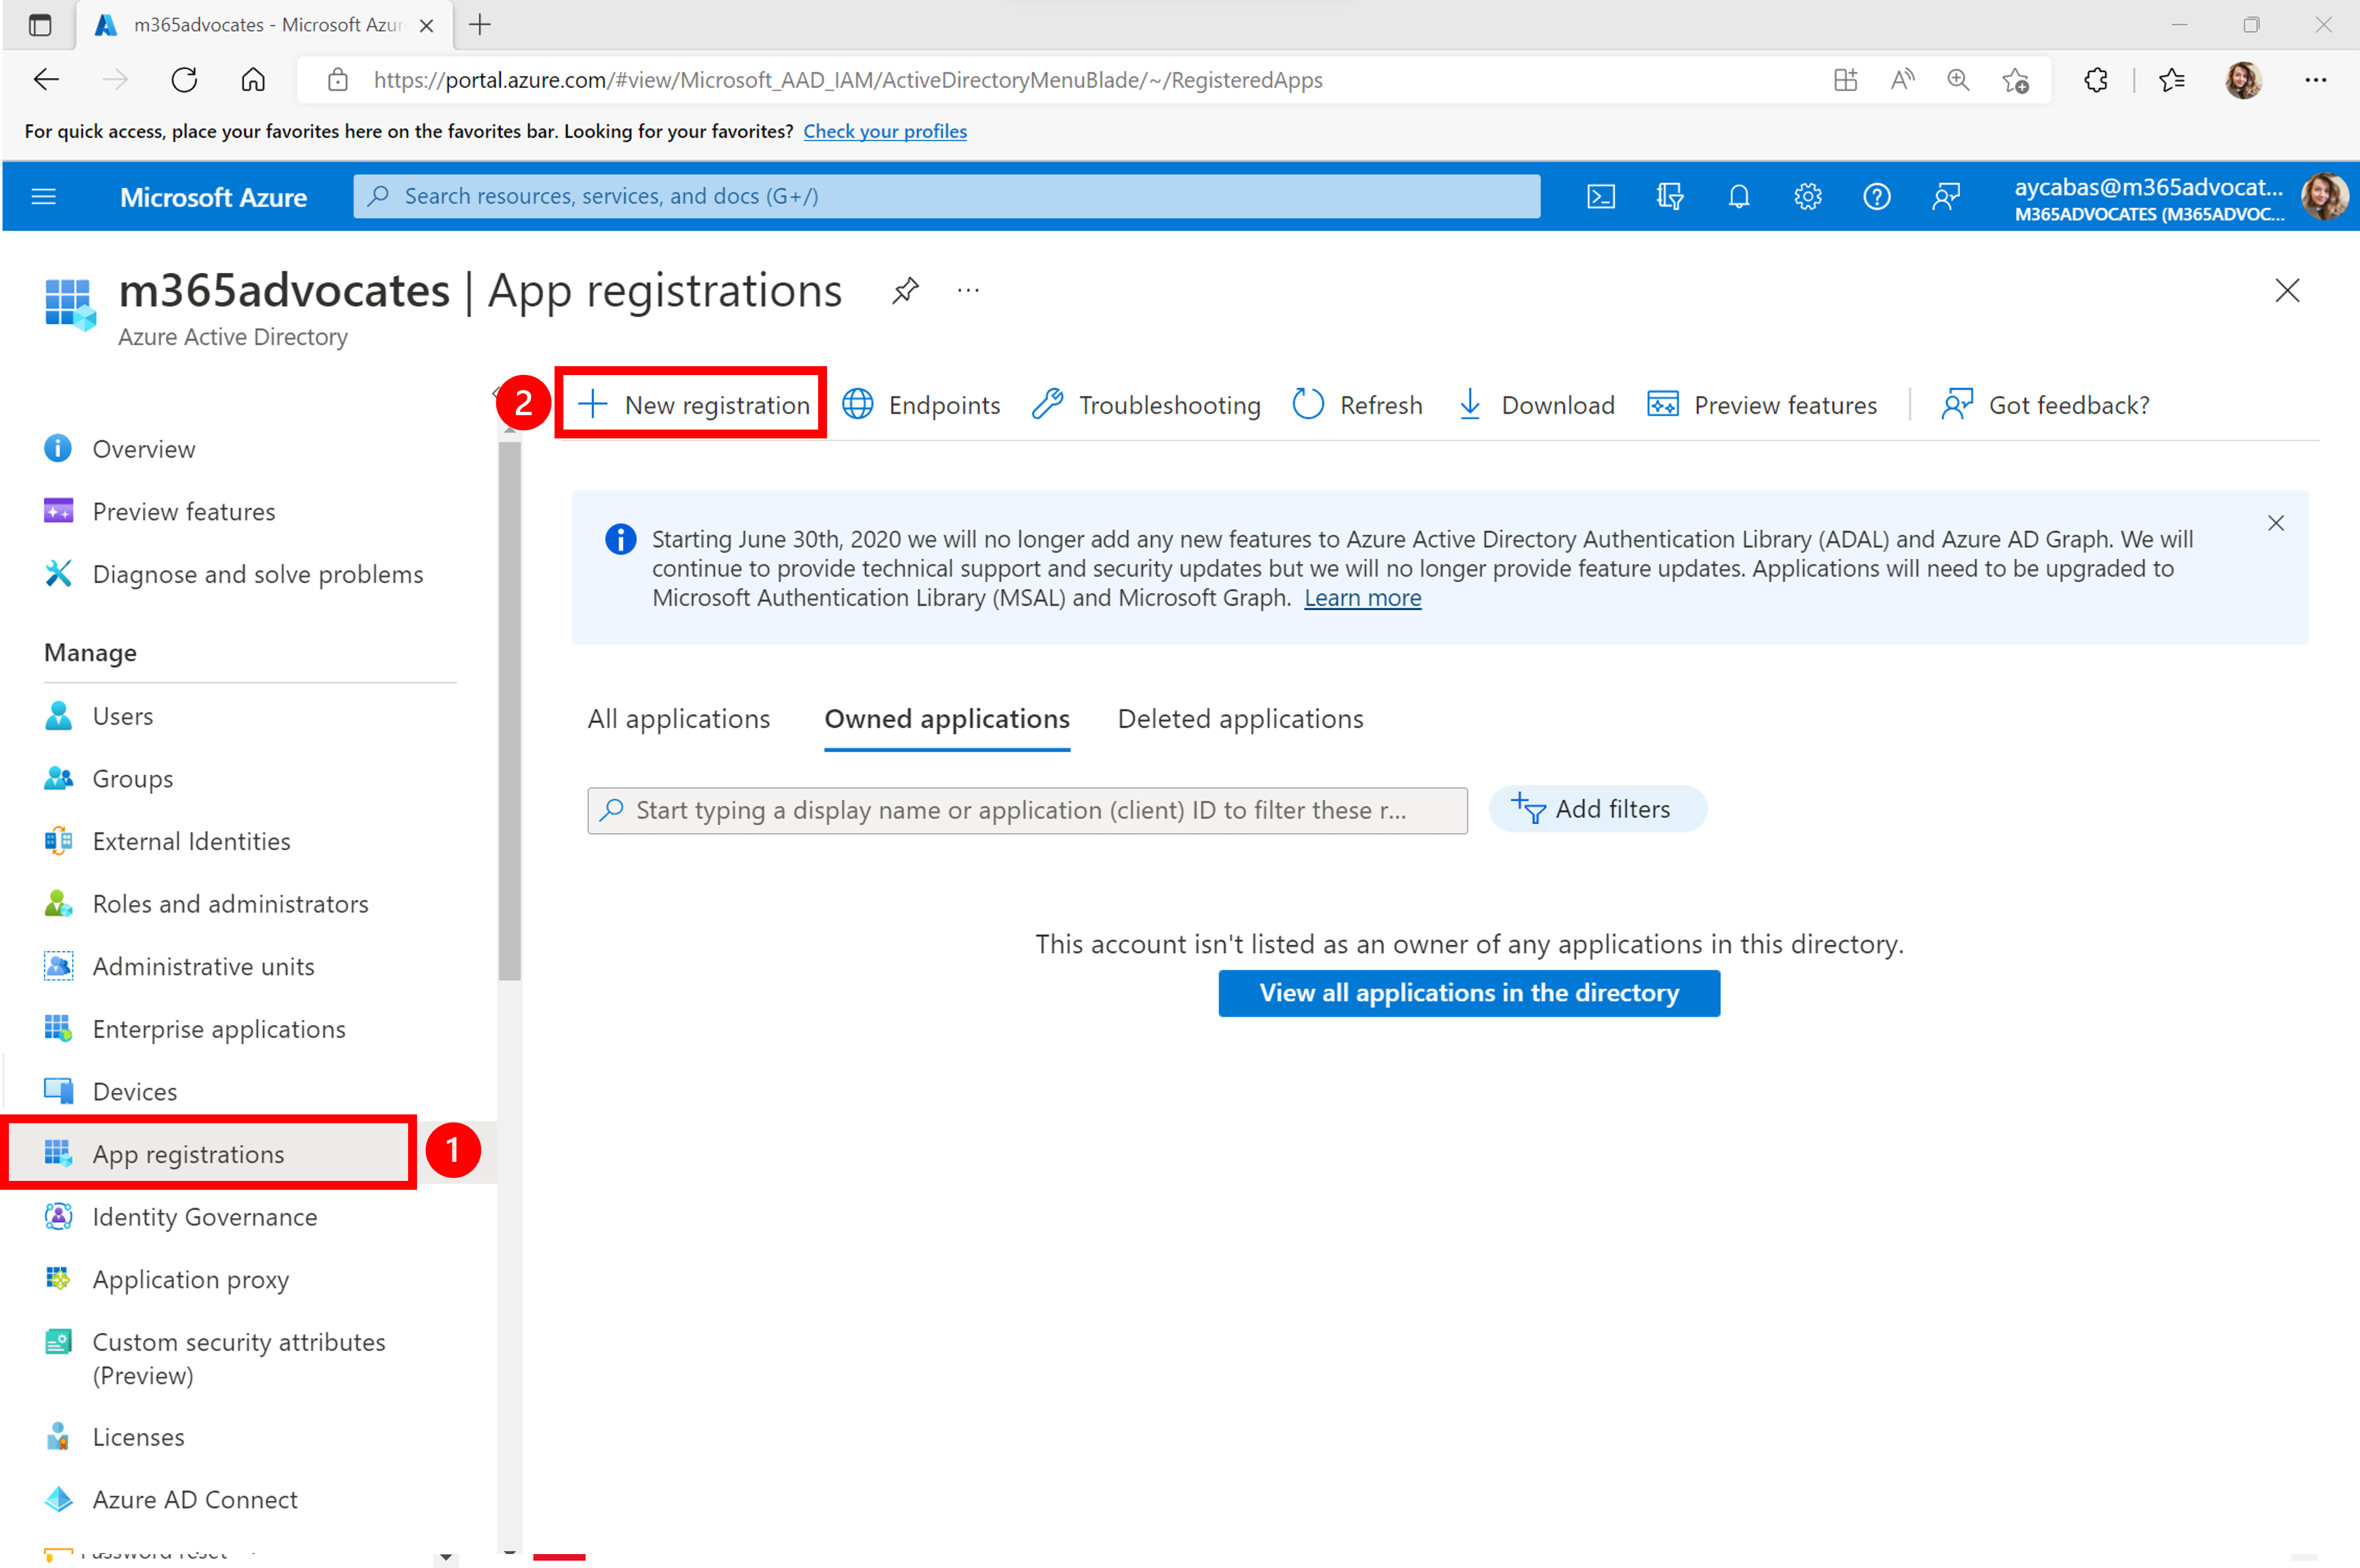 m365advocates - Microsoft Azur
https://portal.azure.com/#view/Microsoft_AAD_IAM/ActiveDirectoryMenuBlade/~/RegisteredApps
For quick access, place your favorites here on the favorites bar. Looking for your favorites? Check your profiles
Microsoft Azure
Search resources, services, and docs (G+/)
aycabas@m365advocat...
M365ADVOCATES (M365ADVOC...
m365advocates | App registrations
Azure Active Directory
2
New registration
Endpoints
Troubleshooting
Refresh
Download
Preview features
Got feedback?
Overview
Preview features
Diagnose and solve problems
Manage
Users
Groups
External Identities
Roles and administrators
Administrative units
Enterprise applications
Devices
App registrations
1
Identity Governance
Application proxy
Custom security attributes
(Preview)
Licenses
Azure AD Connect
Password reset
Starting June 30th, 2020 we will no longer add any new features to Azure Active Directory Authentication Library (ADAL) and Azure AD Graph. We will
continue to provide technical support and security updates but we will no longer provide feature updates. Applications will need to be upgraded to
Microsoft Authentication Library (MSAL) and Microsoft Graph. Learn more
All applications
Owned applications
Deleted applications
Start typing a display name or application (client) ID to filter these r...
Add filters
This account isn't listed as an owner of any applications in this directory.
View all applications in the directory